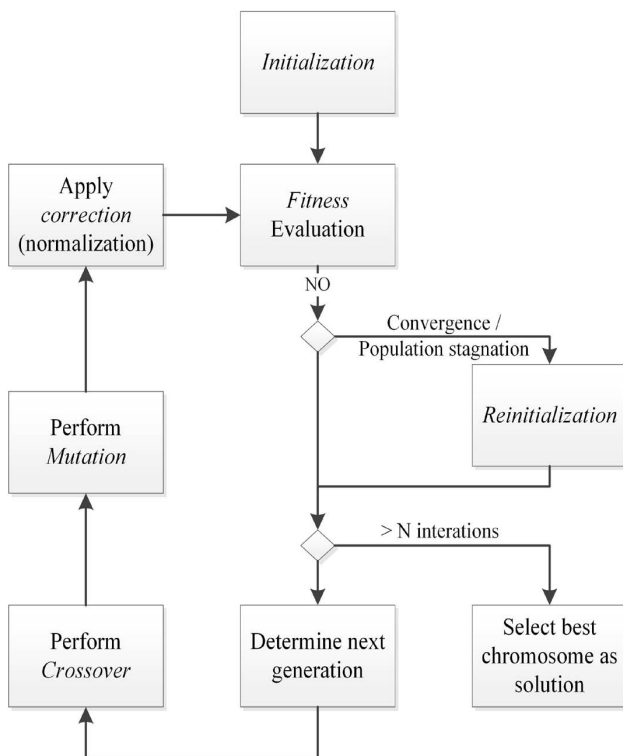 Initialization
Apply
correction
(normalization)
Fitness
Evaluation
NO
Convergence /
Population stagnation
Reinitialization
Perform
Mutation
> N interations
Perform
Crossover
Determine next
generation
Select best
chromosome as
solution